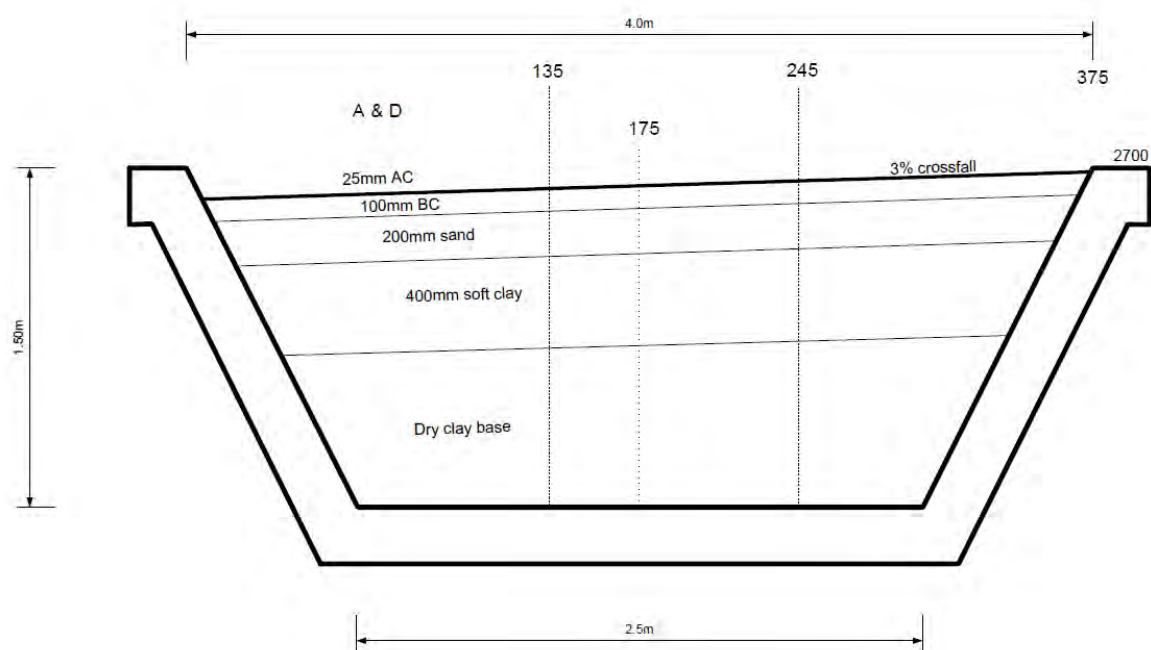 4.0m
135
245
375
A & D
175
2700
3% crossfall
25mm AC
100mm BC
200mm sand
400mm soft clay
1.50m
Dry clay base
2.5m